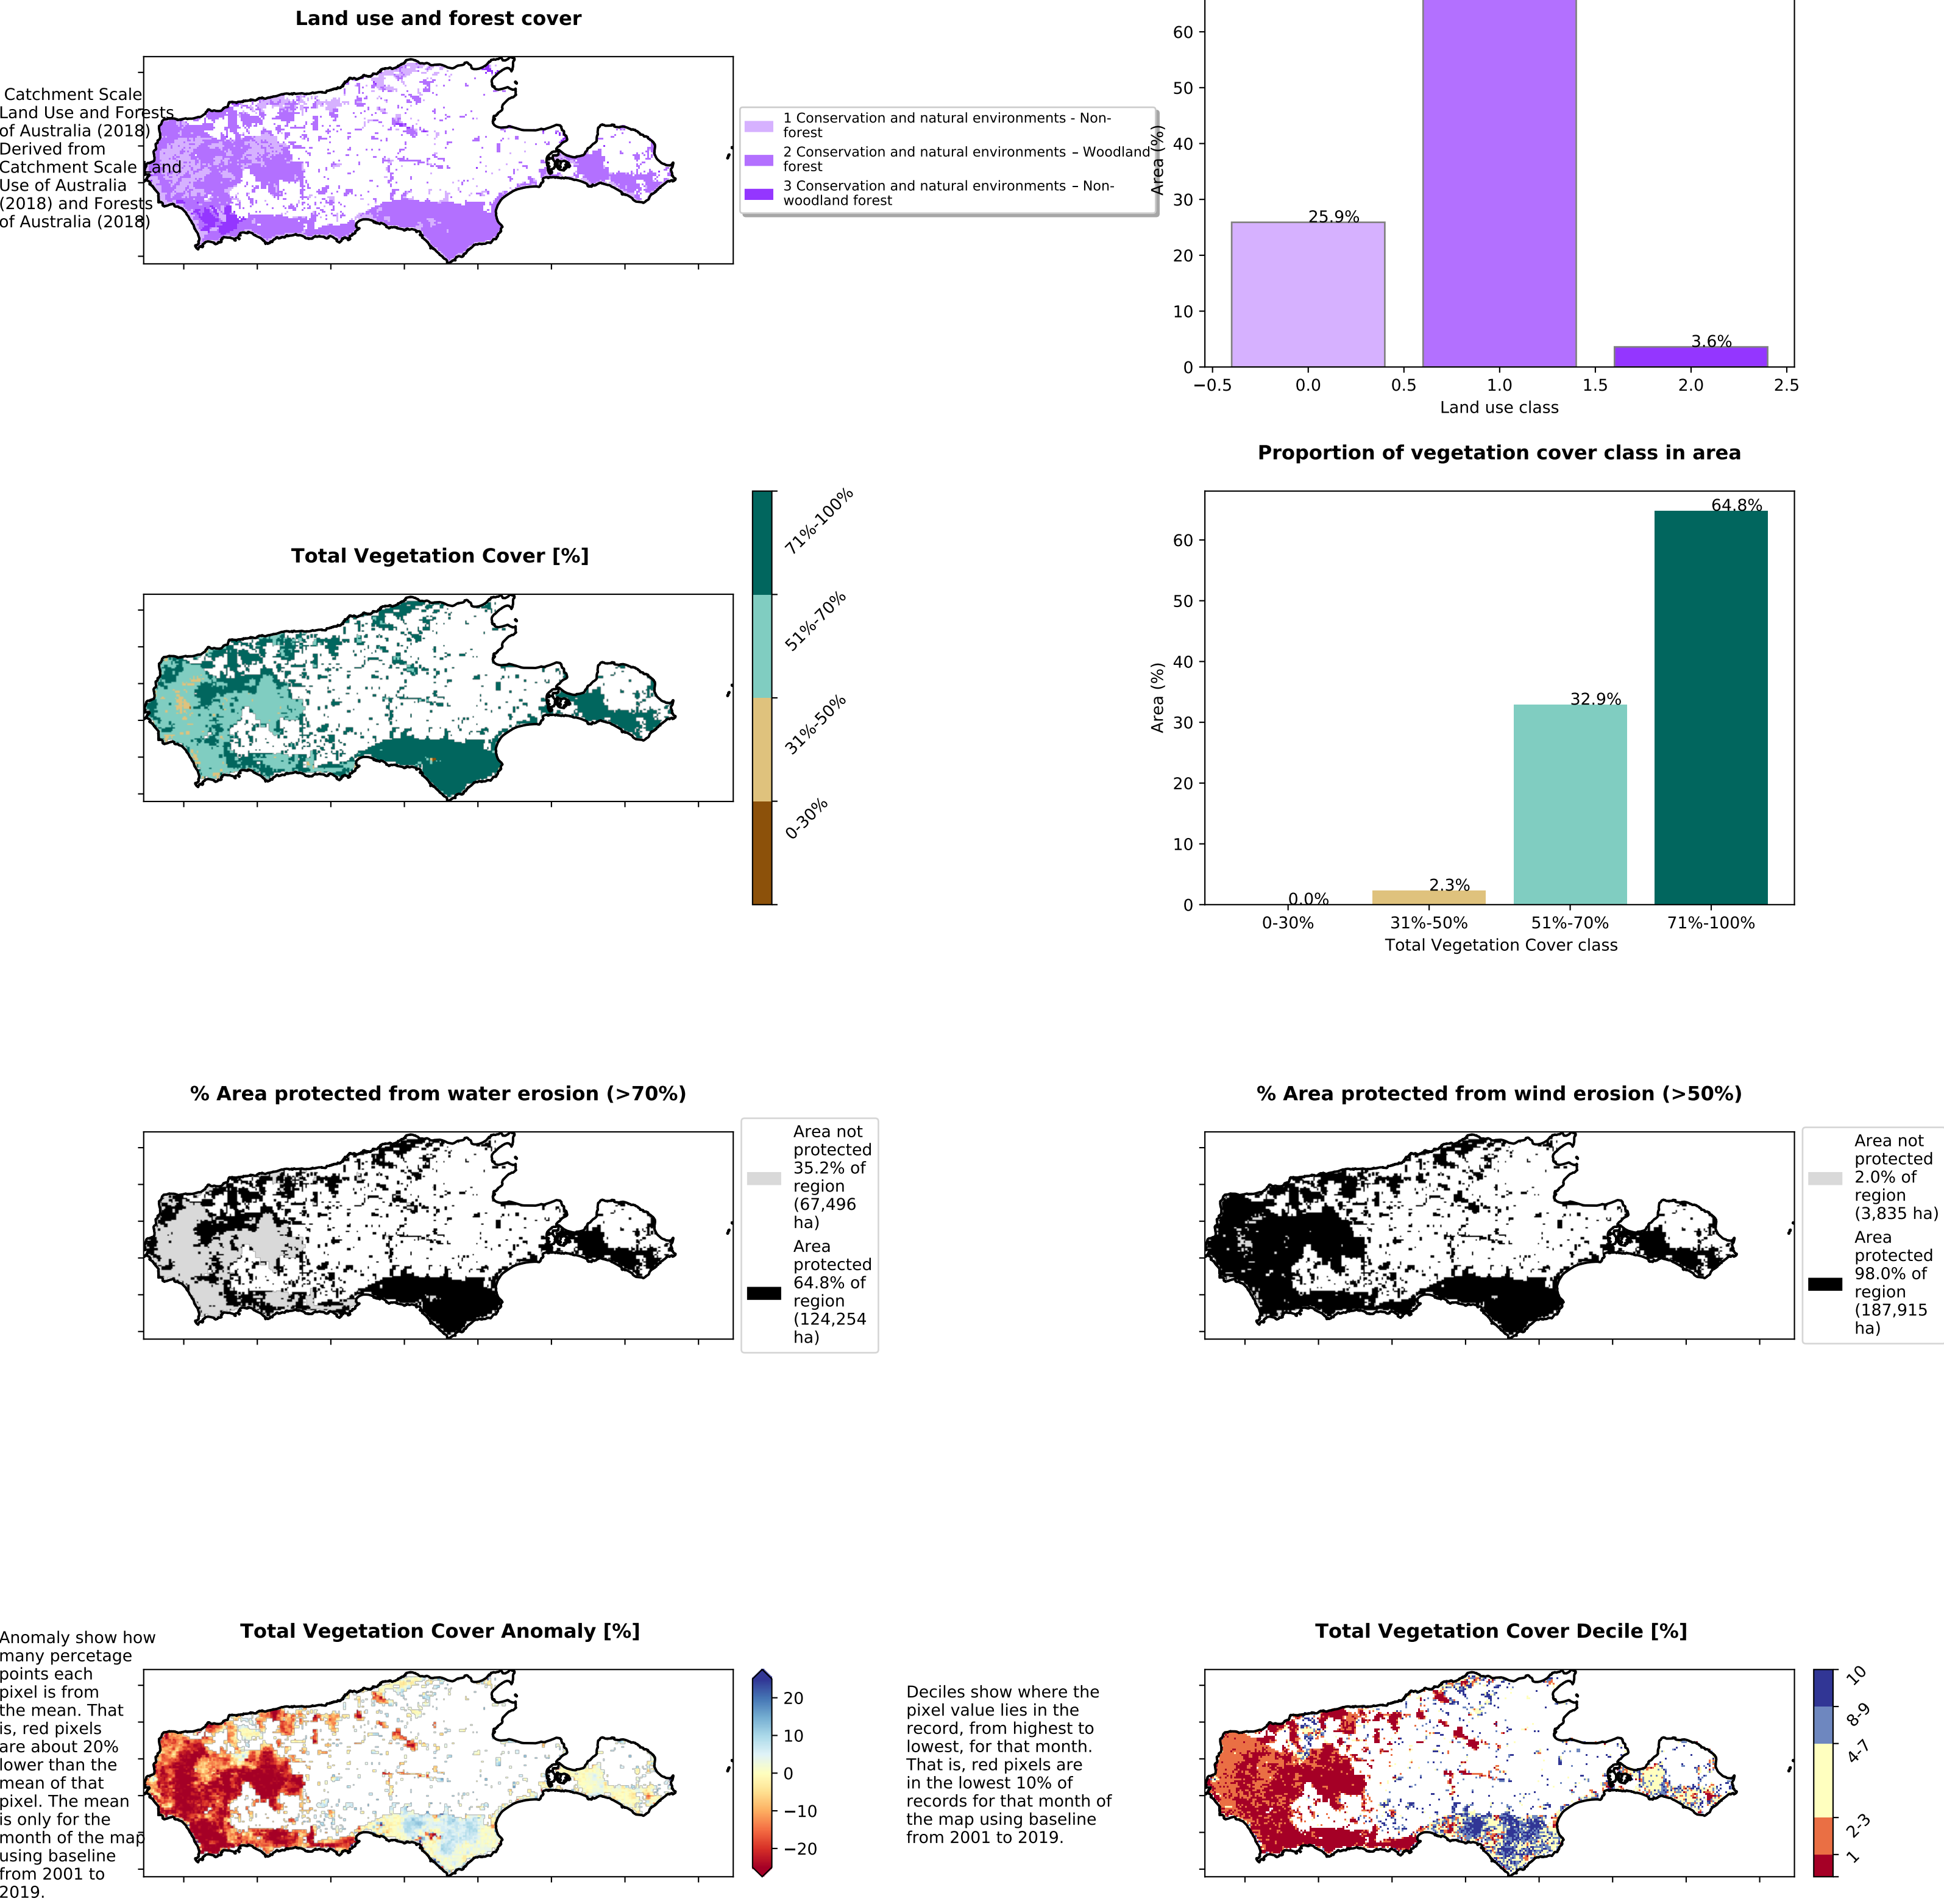 Land use and forest cover
Catchment Scale
Land Use and Forests
of Australia (2018)
Derived from
Catchment Scale Land
Use of Australia
(2018) and Forests
of Australia (2018)
1 Conservation and natural environments - Non-
forest
2 Conservation and natural environments – Woodland
forest
3 Conservation and natural environments – Non-
woodland forest
60
50
40
30
20
10
0
Area (%)
25.9%
3.6%
−0.5
0.0
0.5
1.0
1.5
2.0
2.5
Land use class
Total Vegetation Cover [%]
71%-100%
51%-70%
31%-50%
0-30%
Proportion of vegetation cover class in area
60
50
40
30
20
10
0
Area (%)
0.0%
2.3%
32.9%
64.8%
0-30%
31%-50%
51%-70%
71%-100%
Total Vegetation Cover class
% Area protected from water erosion (>70%)
Area not
protected
35.2% of
region
(67,496
ha)
Area
protected
64.8% of
region
(124,254
ha)
% Area protected from wind erosion (>50%)
Area not
protected
2.0% of
region
(3,835 ha)
Area
protected
98.0% of
region
(187,915
ha)
Total Vegetation Cover Anomaly [%]
Anomaly show how
many percetage
points each
pixel is from
the mean. That
is, red pixels
are about 20%
lower than the
mean of that
pixel. The mean
is only for the
month of the map
using baseline
from 2001 to
2019.
20
10
0
−10
−20
Deciles show where the
pixel value lies in the
record, from highest to
lowest, for that month.
That is, red pixels are
in the lowest 10% of
records for that month of
the map using baseline
from 2001 to 2019.
Total Vegetation Cover Decile [%]
10
8-9
4-7
2-3
1